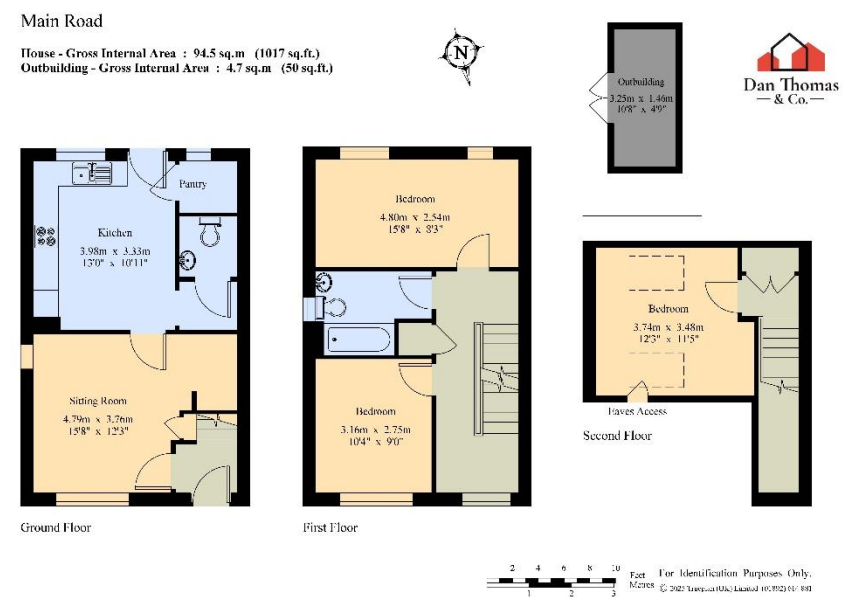 Main Road
House - Gross Internal Area : 94.5 sq.m (1017 sq.ft.)
Outbuilding - Gross Internal Area : 4.7 sq.m (50 sq.ft.)
N
Outbuilding
3.25m x 1.46m
10'8" x 4'9"
Dan Thomas
& Co.
Pantry
Kitchen
3.98m x 3.33m
13'0" x 10'11"
Sitting Room
4.79m x 3.76m
15'8" x 12'3"
Ground Floor
Bedroom
4.80m x 2.54m
15'8" x 8'3"
Bedroom
3.16m x 2.75m
10'4" x 9'0"
First Floor
Bedroom
3.74m x 3.48m
12'3" x 11'5"
Eaves Access
Second Floor
2 4 6 8 10
Feet
Metres
1 2 3
For Identification Purposes Only.
© 2025 (UK) Limited (01892)